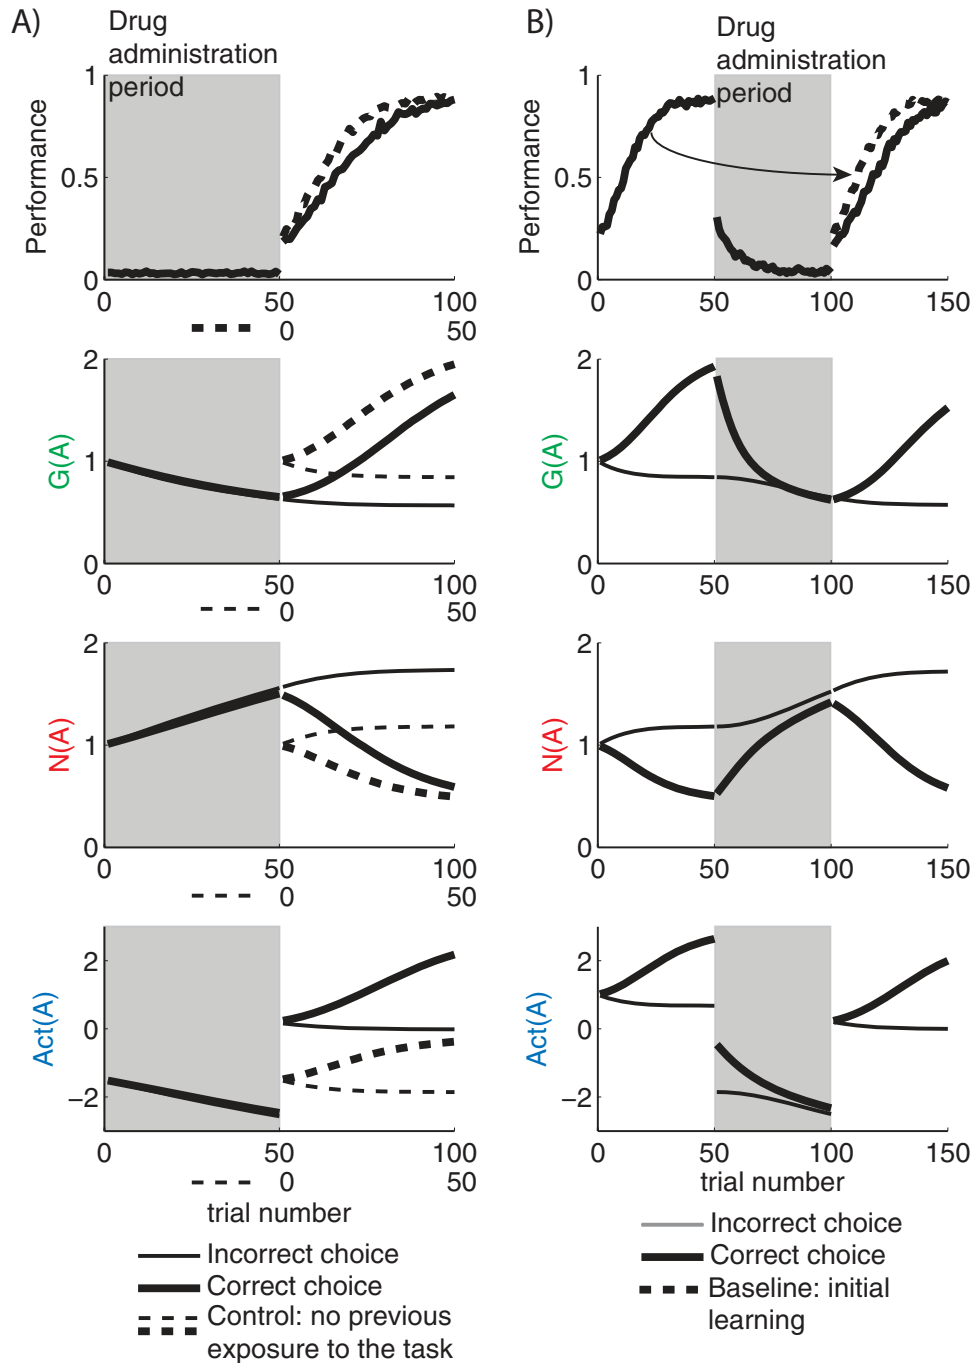 A)
Drug
administration
period
1
0.5
0
Performance
0 50 100
0 50
2
1
0
G(A)
0 50 100
0 50
2
1
0
N(A)
0 50 100
0 50
2
0
−2
Act(A)
0 50 100
0 50
trial number
Incorrect choice
Correct choice
Control: no previous
exposure to the task
B)
Drug
administration
period
1
0.5
0
Performance
0 50 100 150
2
1
0
G(A)
0 50 100 150
2
1
0
N(A)
0 50 100 150
2
0
−2
Act(A)
0 50 100 150
trial number
Incorrect choice
Correct choice
Baseline: initial
learning